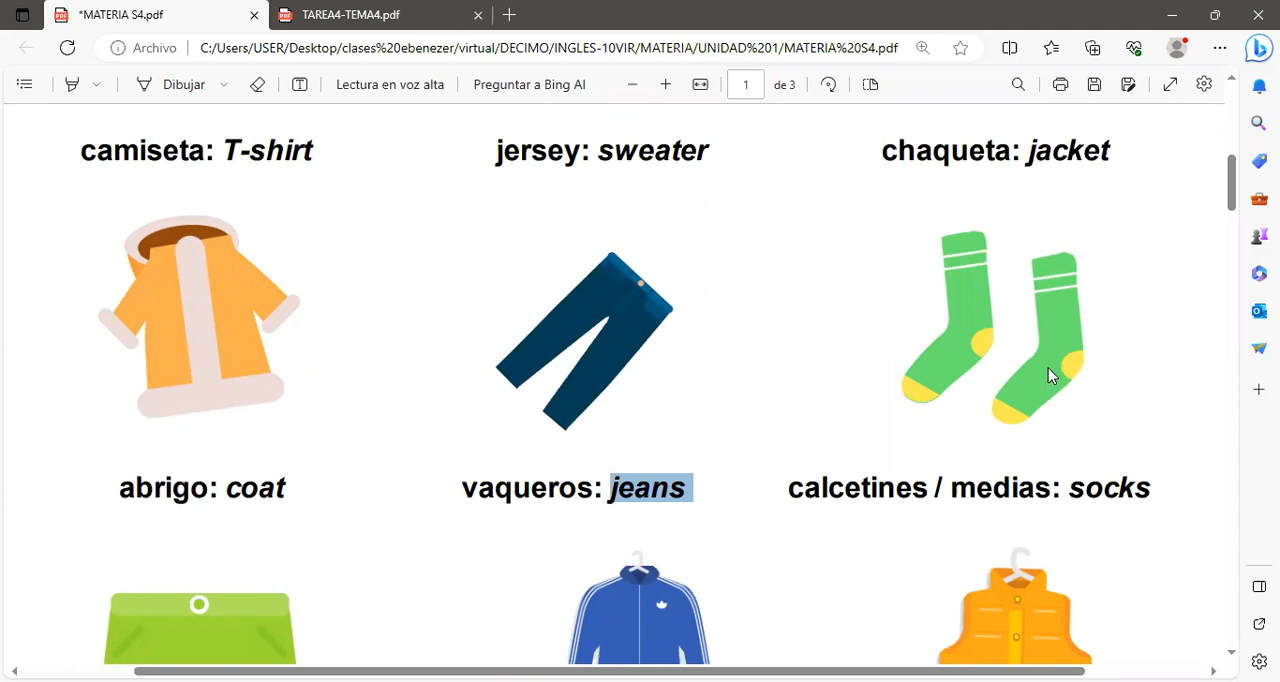 *MATERIA S4.pdf
TAREA4-TEMA4.pdf
Archivo
C:/Users/USER/Desktop/clases%20ebenezer/virtual/DECIMO/INGLES-10VIR/MATERIA/UNIDAD%201/MATERIA%20S4.pdf
Dibujar
Lectura en voz alta
Preguntar a Bing AI
1
de 3
camiseta: T-shirt
jersey: sweater
chaqueta: jacket
abrigo: coat
vaqueros: jeans
calcetines / medias: socks